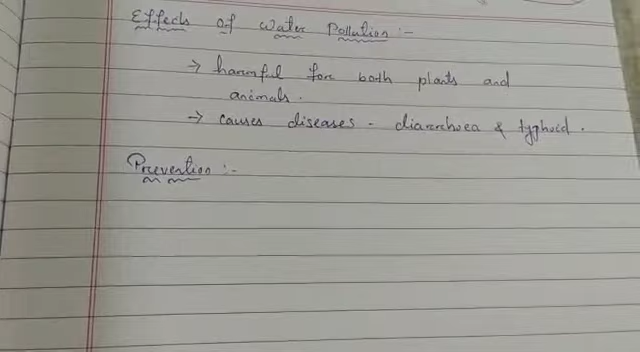 Effects of Water Pollution :-
→ harmful for both plants and
animals.
→ causes diseases - diarrhoea & typhoid.
Prevention :-